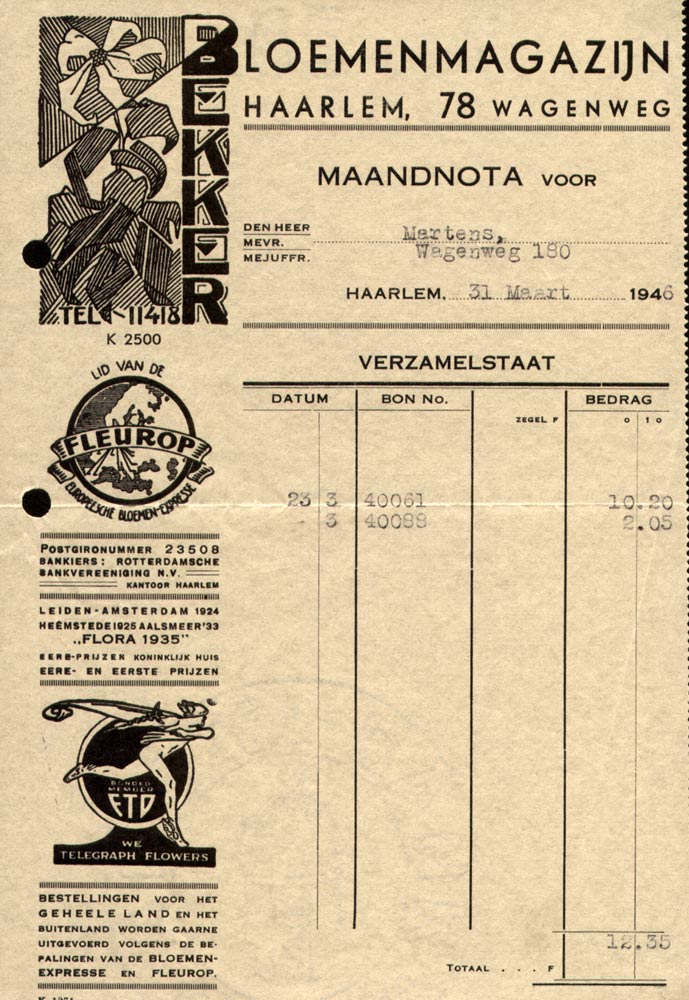 BEKKER
BLOEMENMAGAZIJN
HAARLEM, 78 WAGENWEG
MAANDNOTA VOOR
DEN HEER
MEVR.
MEJUFFR.
Martens,
Wagenweg 180
HAARLEM, 31 Maart 1946
TEL 11418
K 2500
VERZAMELSTAAT
DATUM BON No. BEDRAG
ZEGEL F 0 10
23 3 40061 10.20
- 3 40088 2.05
12.35
TOTAAL . . . F
LID VAN DE
FLEUROP
EUROPEESCHE BLOEMEN-EXPRESSE
POSTGIRONUMMER 23508
BANKIERS: ROTTERDAMSCHE
BANKVEREENIGING N.V.
KANTOOR HAARLEM
LEIDEN-AMSTERDAM 1924
HEEMSTEDE 1925 AALSMEER '33
„FLORA 1935”
EERE-PRIJZEN KONINKLIJK HUIS
EERE- EN EERSTE PRIJZEN
BONDED
MEMBER
FTD
WE
TELEGRAPH FLOWERS
BESTELLINGEN VOOR HET
GEHEELE LAND EN HET
BUITENLAND WORDEN GAARNE
UITGEVOERD VOLGENS DE BE-
PALINGEN VAN DE BLOEMEN-
EXPRESSE EN FLEUROP.